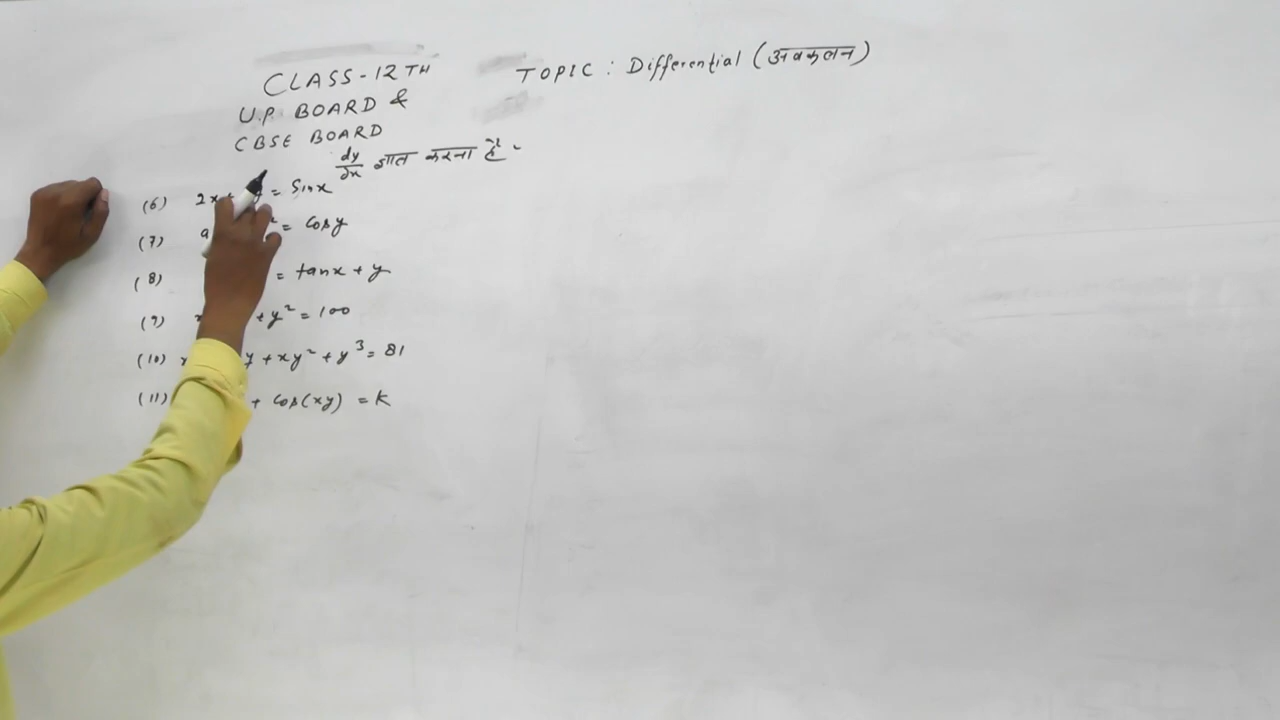 CLASS-12TH
TOPIC : Differential (अवकलन)
U.P. BOARD &
CBSE BOARD
dy/dx ज्ञात करना है -
(6) 2x = Sinx
(7) a = cosy
(8) = tanx + y
(9) + y² = 100
(10) + xy² + y³ = 81
(11) + cos(xy) = K